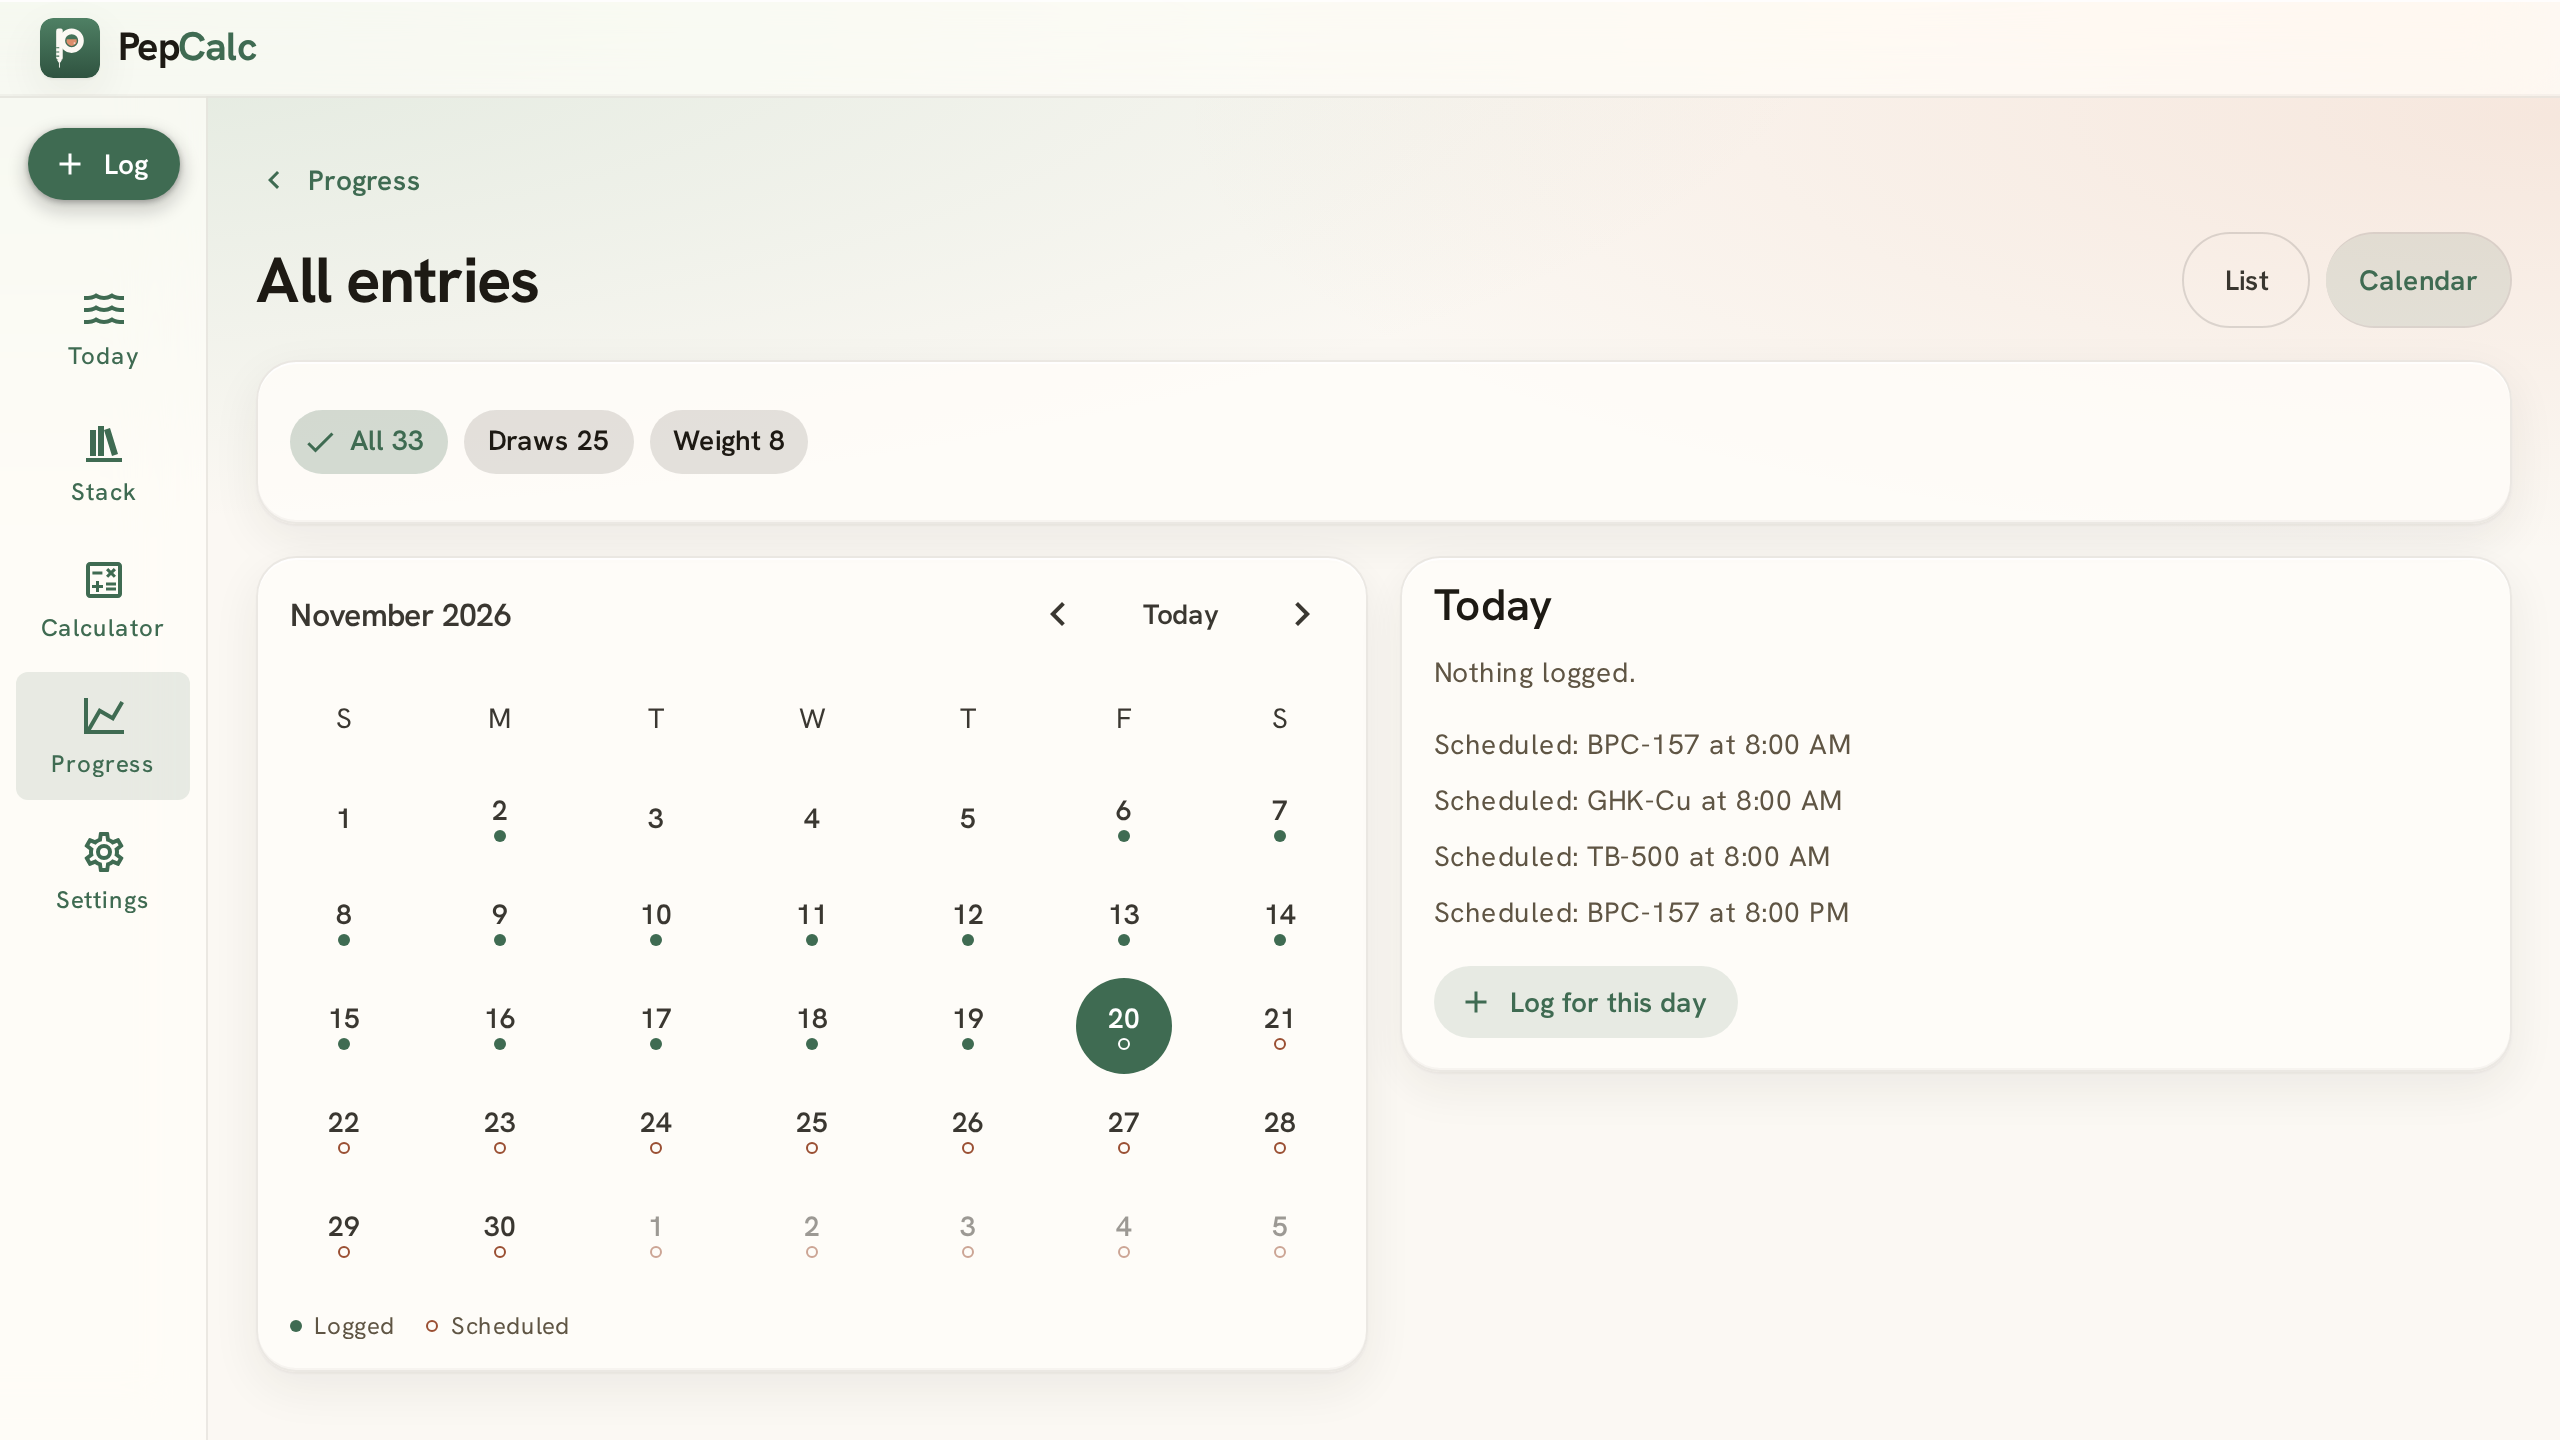 PepCalc
Log
Today
Stack
Calculator
Progress
Settings
Progress
All entries
List
Calendar
All 33
Draws 25
Weight 8
November 2026
Today
S M T W T F S
1 2 3 4 5 6 7
8 9 10 11 12 13 14
15 16 17 18 19 20 21
22 23 24 25 26 27 28
29 30 1 2 3 4 5
Logged
Scheduled
Today
Nothing logged.
Scheduled: BPC-157 at 8:00 AM
Scheduled: GHK-Cu at 8:00 AM
Scheduled: TB-500 at 8:00 AM
Scheduled: BPC-157 at 8:00 PM
Log for this day